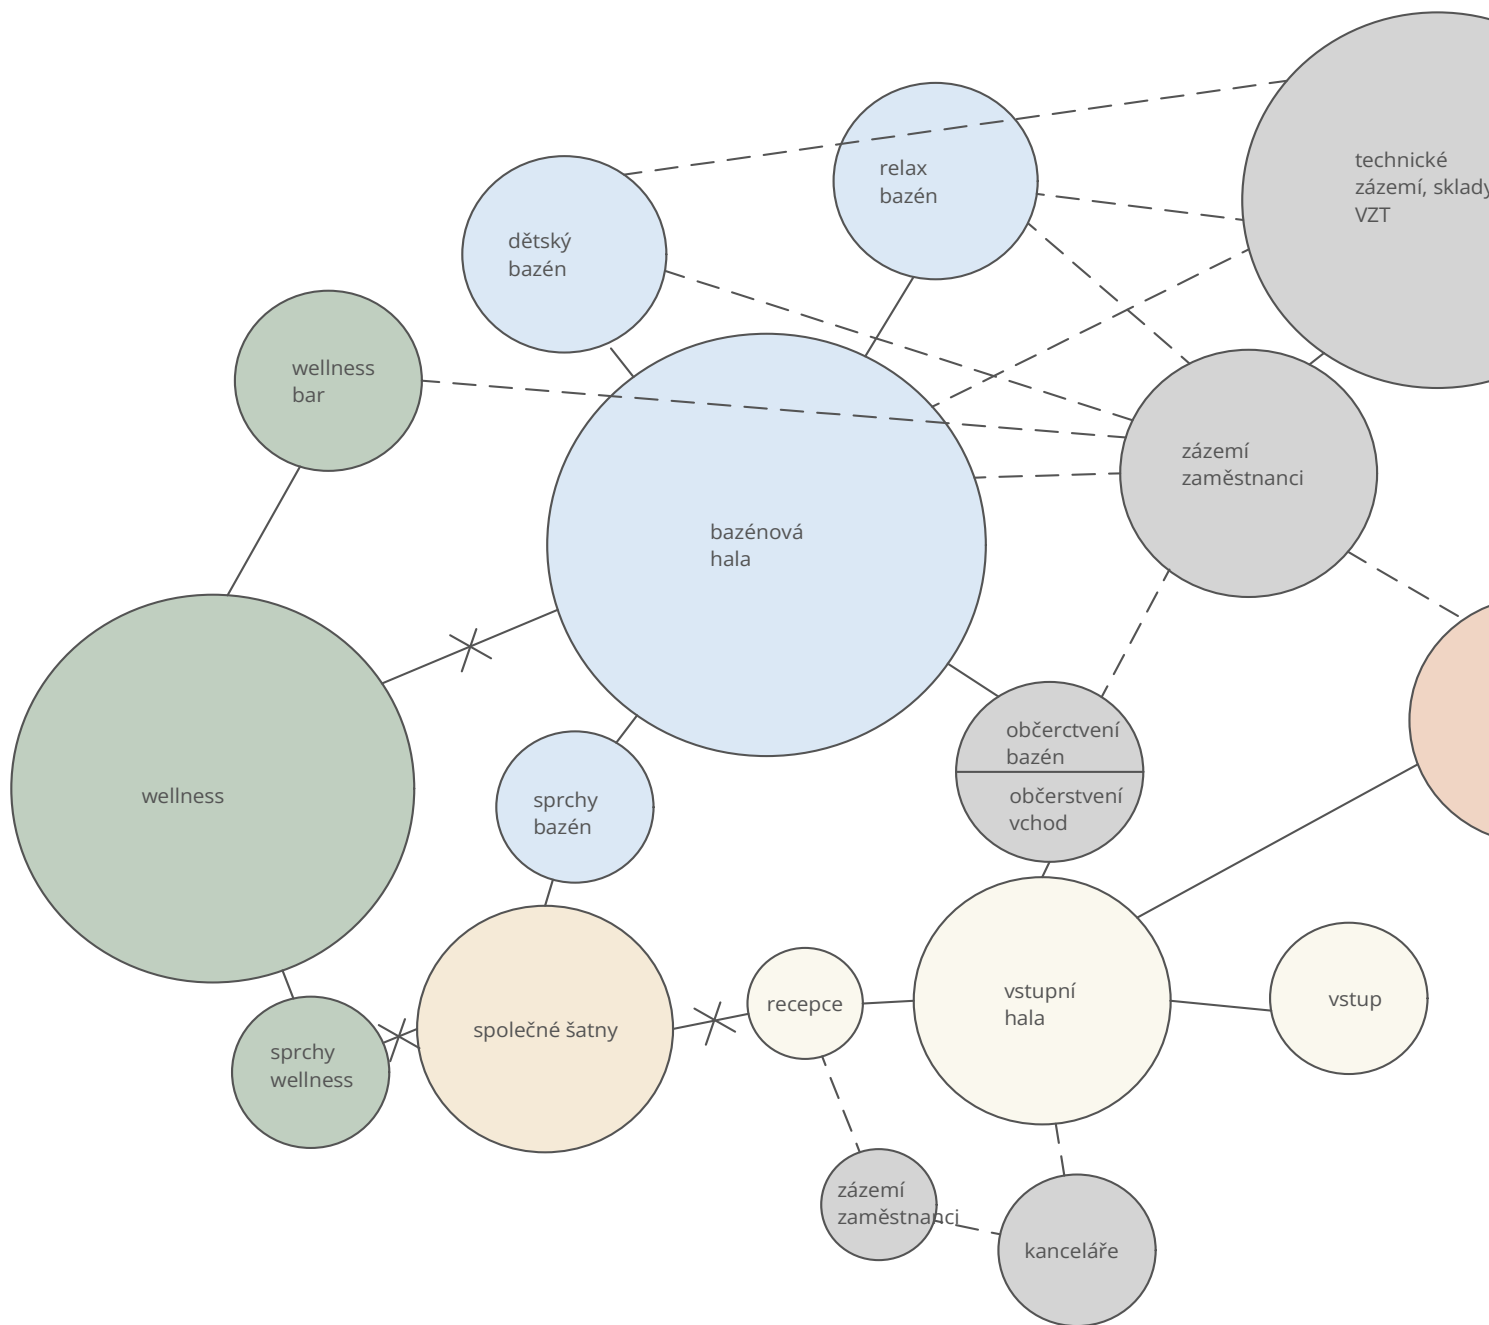 technické
zázemí, sklady
VZT
relax
bazén
dětský
bazén
wellness
bar
zázemí
zaměstnanci
bazénová
hala
občerctvení
bazén
občerstvení
vchod
wellness
sprchy
bazén
recepce
vstupní
hala
vstup
společné šatny
sprchy
wellness
zázemí
zaměstnanci
kanceláře